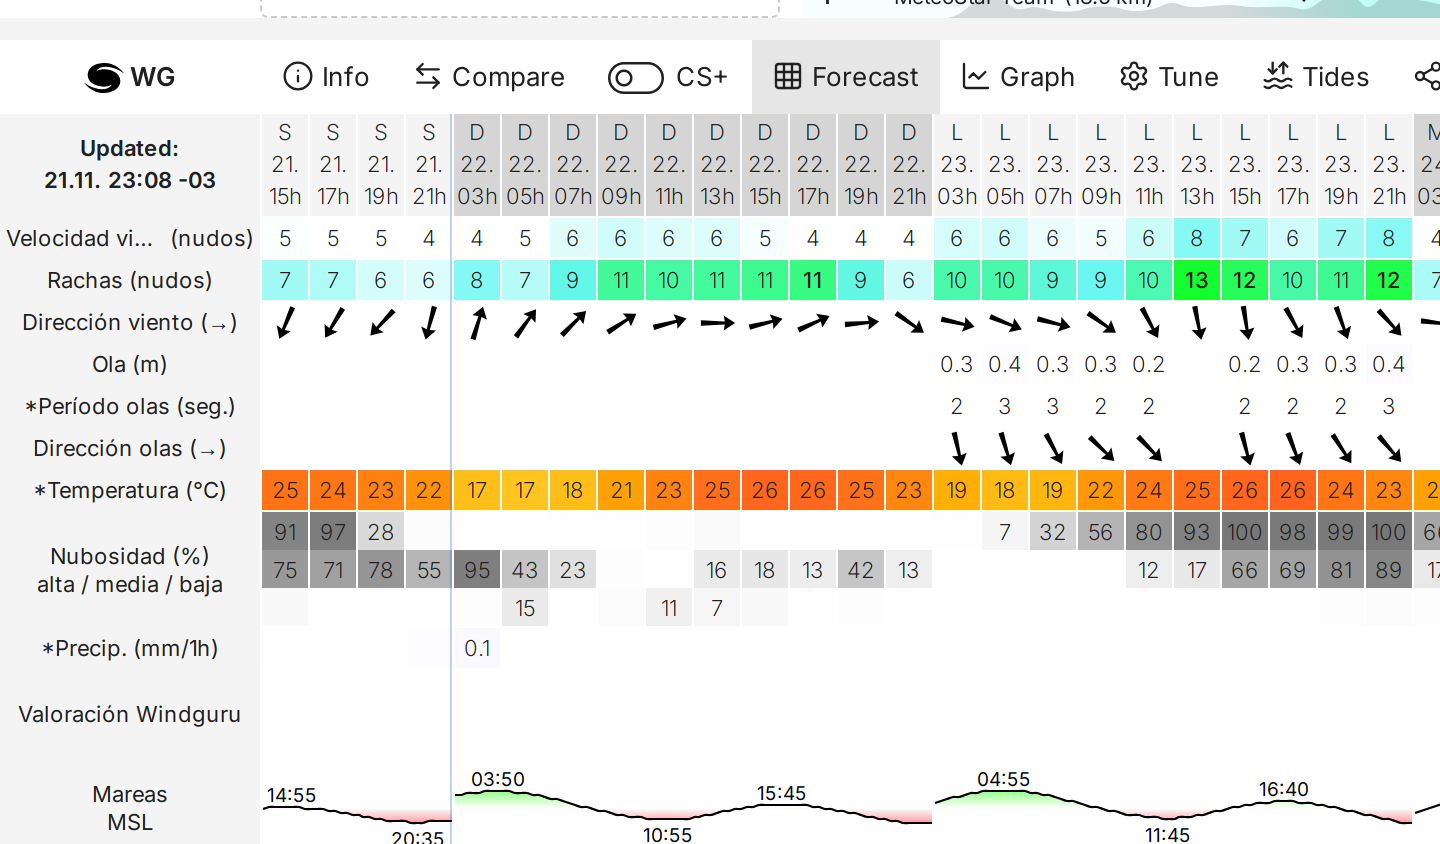 WG Info Compare CS+ Forecast Graph Tune Tides
Updated:
21.11. 23:08 -03
S S S S D D D D D D D D D D L L L L L L L L L L
21. 21. 21. 21. 22. 22. 22. 22. 22. 22. 22. 22. 22. 22. 23. 23. 23. 23. 23. 23. 23. 23. 23. 23.
15h 17h 19h 21h 03h 05h 07h 09h 11h 13h 15h 17h 19h 21h 03h 05h 07h 09h 11h 13h 15h 17h 19h 21h
Velocidad vi... (nudos) 5 5 5 4 4 5 6 6 6 6 5 4 4 4 6 6 6 5 6 8 7 6 7 8
Rachas (nudos) 7 7 6 6 8 7 9 11 10 11 11 11 9 6 10 10 9 9 10 13 12 10 11 12
Dirección viento (→)
Ola (m) 0.3 0.4 0.3 0.3 0.2 0.2 0.3 0.3 0.4
*Período olas (seg.) 2 3 3 2 2 2 2 2 3
Dirección olas (→)
*Temperatura (°C) 25 24 23 22 17 17 18 21 23 25 26 26 25 23 19 18 19 22 24 25 26 26 24 23
Nubosidad (%)
alta / media / baja
91 97 28 7 32 56 80 93 100 98 99 100
75 71 78 55 95 43 23 16 18 13 42 13 12 17 66 69 81 89
15 11 7
*Precip. (mm/1h) 0.1
Valoración Windguru
Mareas
MSL
14:55 20:35 03:50 10:55 15:45 04:55 11:45 16:40